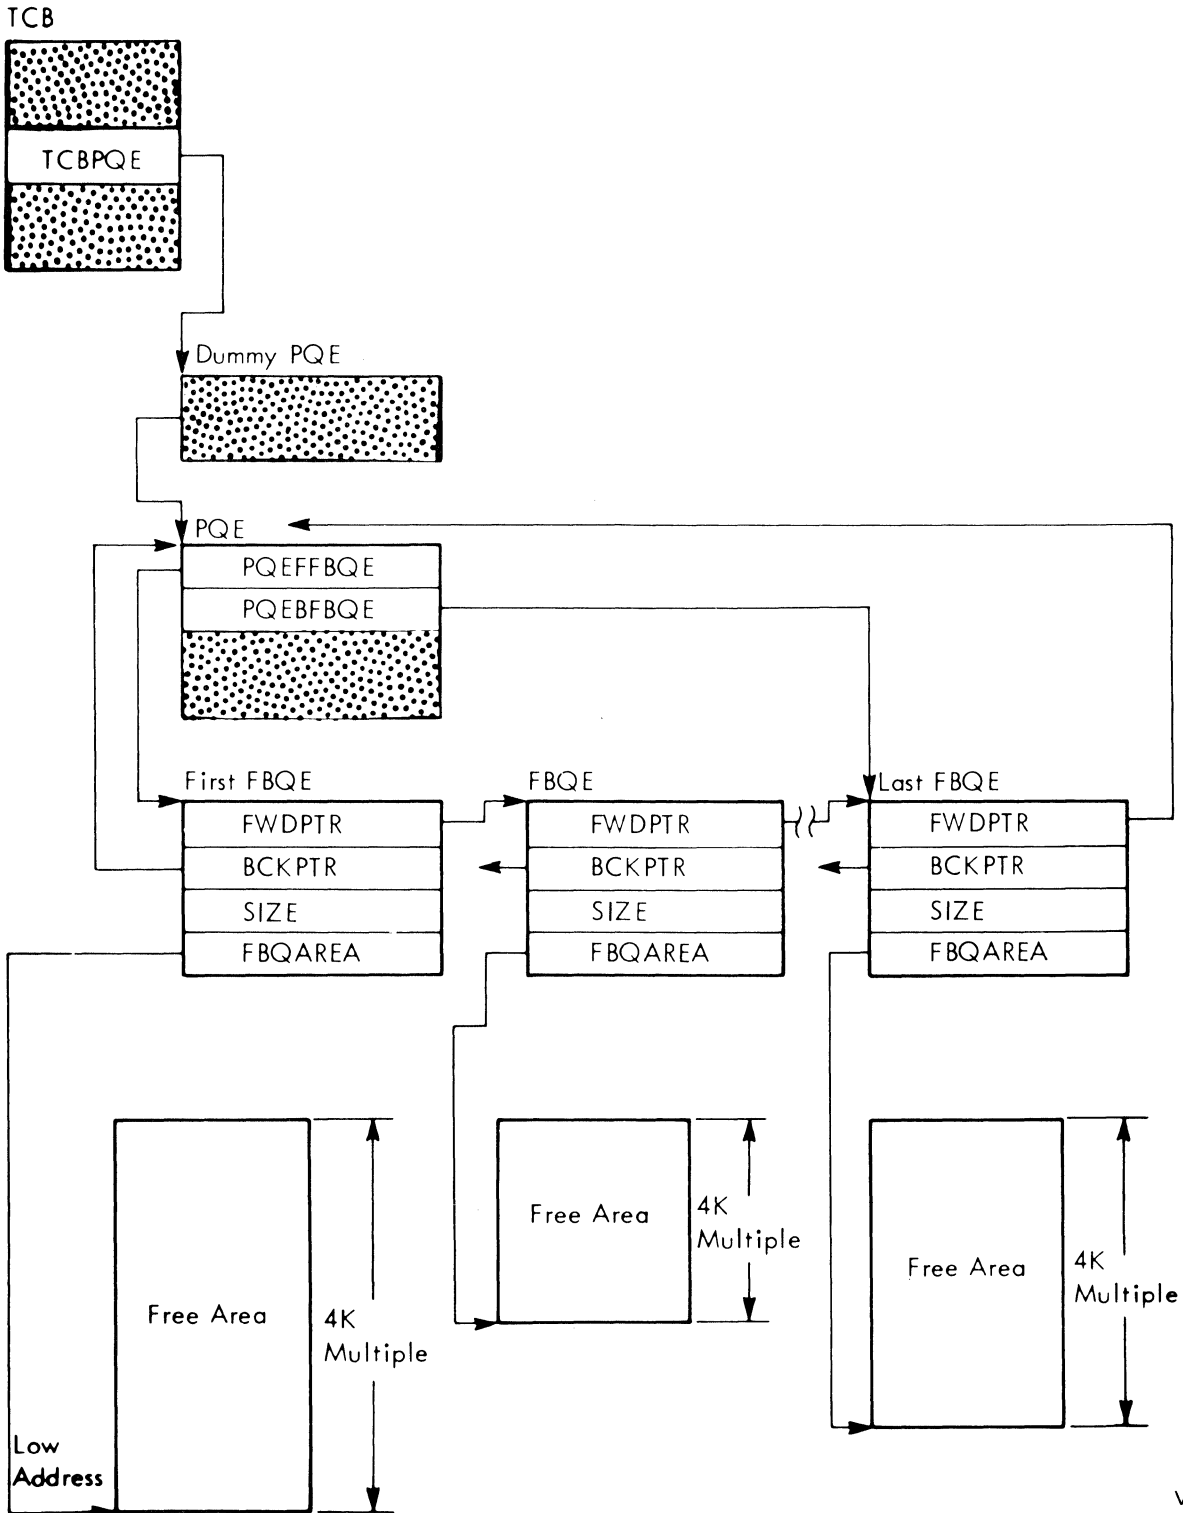 TCB
TCBPQE
Dummy PQE
PQE
PQEFFBQE
PQEBFBQE
First FBQE
FBQE
Last FBQE
FWDPTR
FWDPTR
FWDPTR
BCKPTR
BCKPTR
BCKPTR
SIZE
SIZE
SIZE
FBQAREA
FBQAREA
FBQAREA
Free Area
4K
Multiple
Free Area
4K
Multiple
Free Area
4K
Multiple
Low
Address